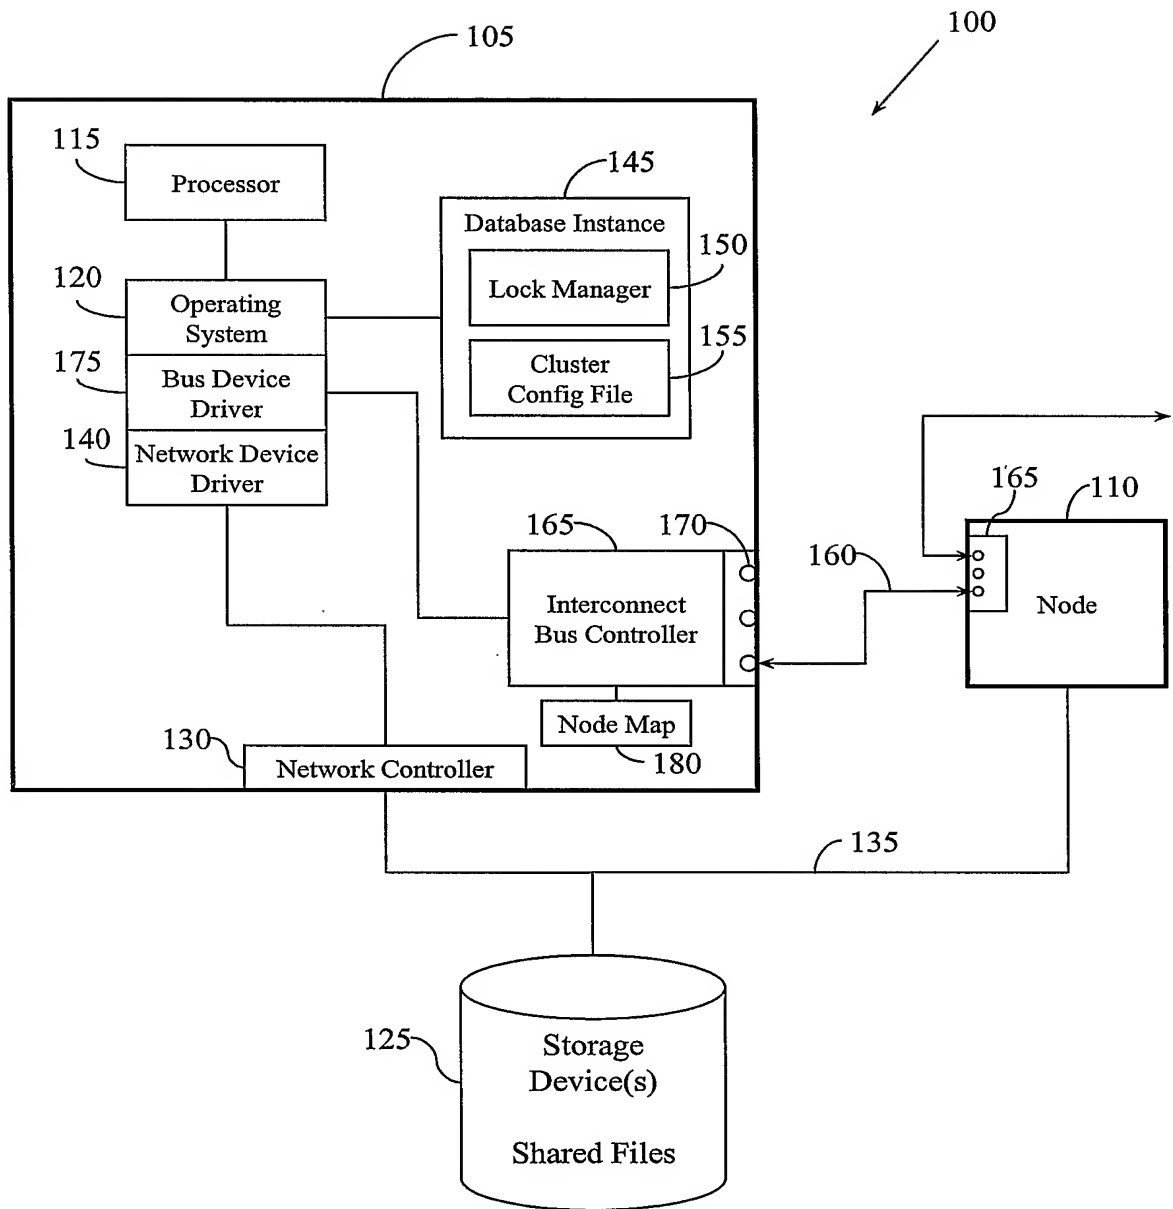 100
105
115
Processor
145
Database Instance
150
Lock Manager
120
Operating
System
155
Cluster
Config File
175
Bus Device
Driver
140
Network Device
Driver
165
170
Interconnect
Bus Controller
160
165
110
Node
Node Map
180
130
Network Controller
135
125
Storage
Device(s)
Shared Files